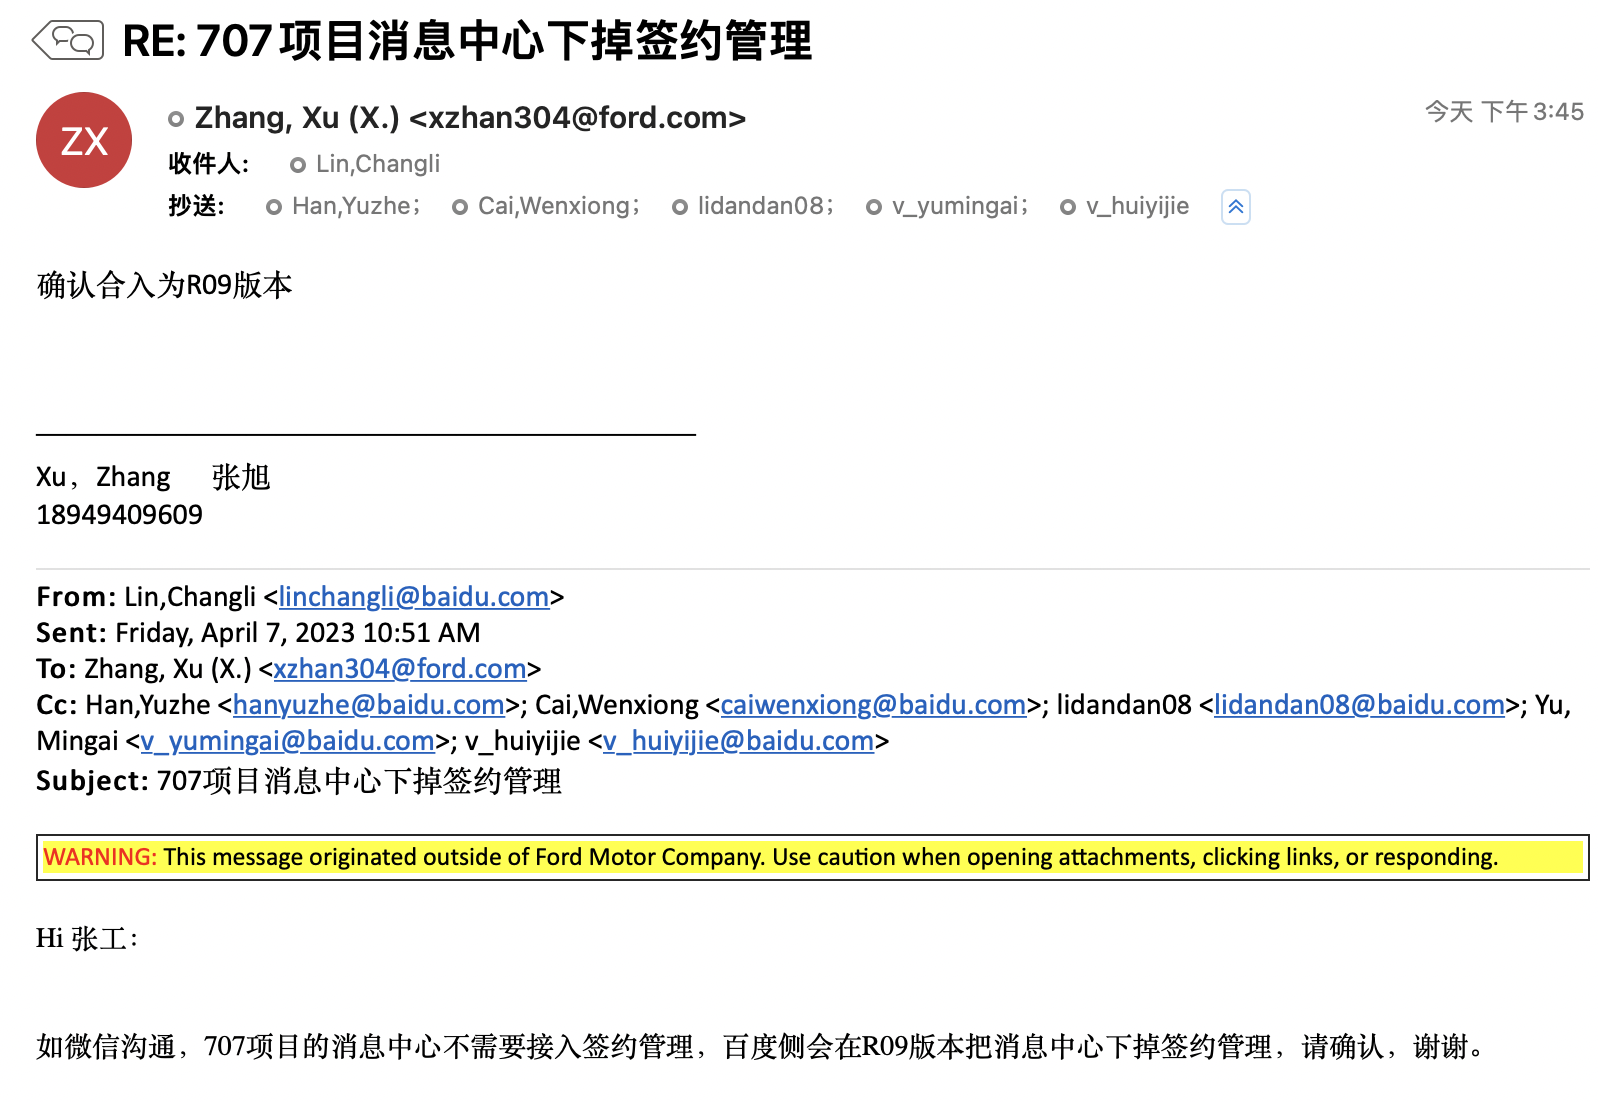 RE: 707项目消息中心下掉签约管理
ZX
Zhang, Xu (X.) <xzhan304@ford.com>
今天 下午3:45
收件人: Lin,Changli
抄送: Han,Yuzhe; Cai,Wenxiong; lidandan08; v_yumingai; v_huiyijie
确认合入为R09版本
Xu，Zhang 张旭
18949409609
From: Lin,Changli <linchangli@baidu.com>
Sent: Friday, April 7, 2023 10:51 AM
To: Zhang, Xu (X.) <xzhan304@ford.com>
Cc: Han,Yuzhe <hanyuzhe@baidu.com>; Cai,Wenxiong <caiwenxiong@baidu.com>; lidandan08 <lidandan08@baidu.com>; Yu,
Mingai <v_yumingai@baidu.com>; v_huiyijie <v_huiyijie@baidu.com>
Subject: 707项目消息中心下掉签约管理
WARNING: This message originated outside of Ford Motor Company. Use caution when opening attachments, clicking links, or responding.
Hi 张工：
如微信沟通，707项目的消息中心不需要接入签约管理，百度侧会在R09版本把消息中心下掉签约管理，请确认，谢谢。